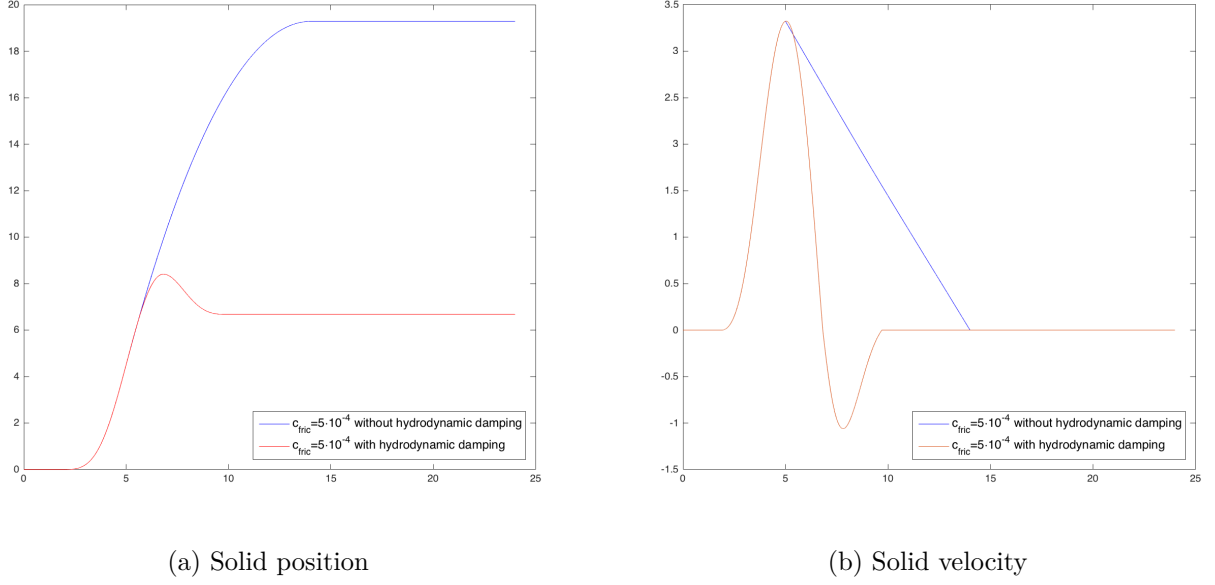 20
18
16
14
12
10
8
6
4
2
0
0 5 10 15 20 25
c_fric=5·10^-4 without hydrodynamic damping
c_fric=5·10^-4 with hydrodynamic damping
(a) Solid position
3.5
3
2.5
2
1.5
1
0.5
0
-0.5
-1
-1.5
0 5 10 15 20 25
c_fric=5·10^-4 without hydrodynamic damping
c_fric=5·10^-4 with hydrodynamic damping
(b) Solid velocity